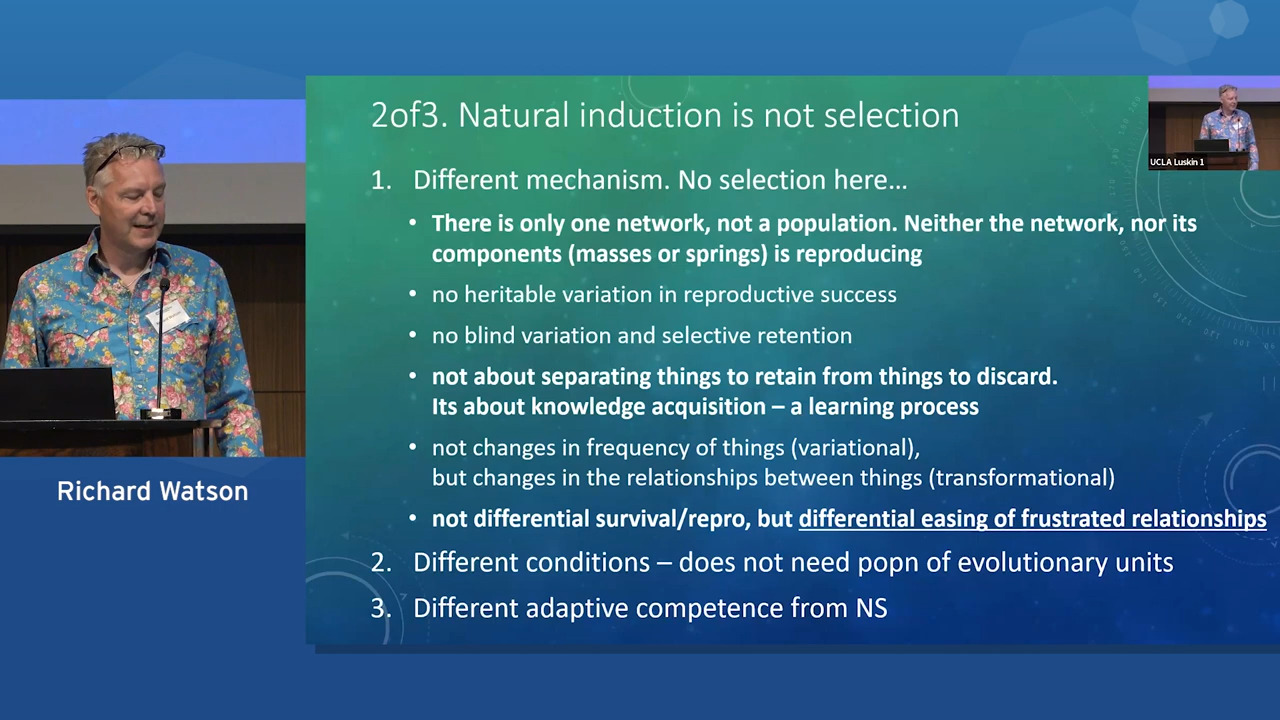 2of3. Natural induction is not selection
1. Different mechanism. No selection here…
• There is only one network, not a population. Neither the network, nor its
components (masses or springs) is reproducing
• no heritable variation in reproductive success
• no blind variation and selective retention
• not about separating things to retain from things to discard.
Its about knowledge acquisition – a learning process
• not changes in frequency of things (variational),
but changes in the relationships between things (transformational)
• not differential survival/repro, but differential easing of frustrated relationships
2. Different conditions – does not need popn of evolutionary units
3. Different adaptive competence from NS
UCLA Luskin 1
Richard Watson